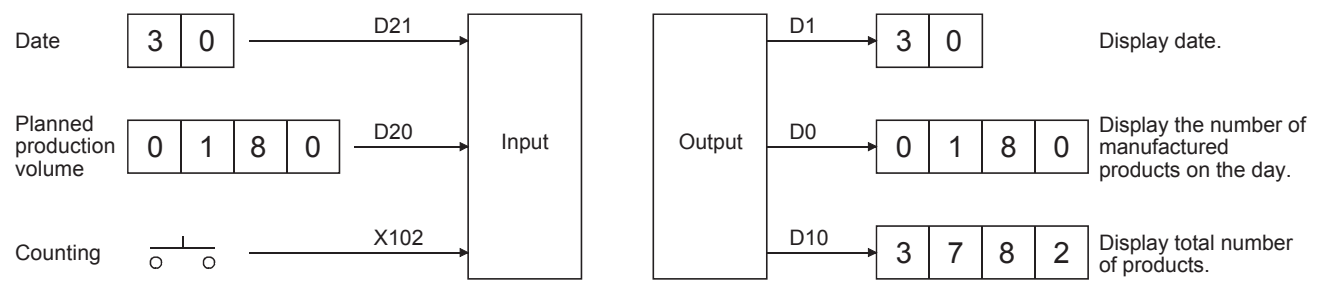 Date
3 0
D21
Planned
production
volume
0 1 8 0
D20
Counting
X102
Input
Output
D1
3 0
Display date.
D0
0 1 8 0
Display the number of
manufactured
products on the day.
D10
3 7 8 2
Display total number
of products.